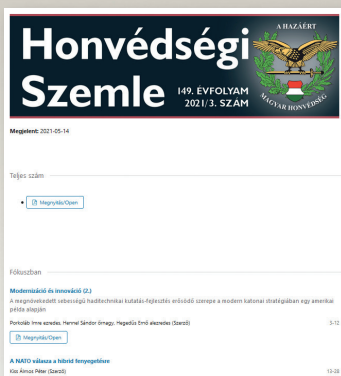 Honvédségi
Szemle
149. ÉVFOLYAM
2021/3. SZÁM
A HAZÁÉRT
MAGYAR HONVÉDSÉG
Megjelent: 2021-05-14
Teljes szám
Megnyitás/Open
Fókuszban
Modernizáció és innováció (2.)
A megnövekedett sebességű haditechnikai kutatás-fejlesztés erősödő szerepe a modern katonai stratégiában egy amerikai
példa alapján
Porkoláb Imre ezredes, Hennel Sándor őrnagy, Hegedűs Ernő alezredes (Szerző)
5-12
Megnyitás/Open
A NATO válasza a hibrid fenyegetésre
Kiss Álmos Péter (Szerző)
13-28